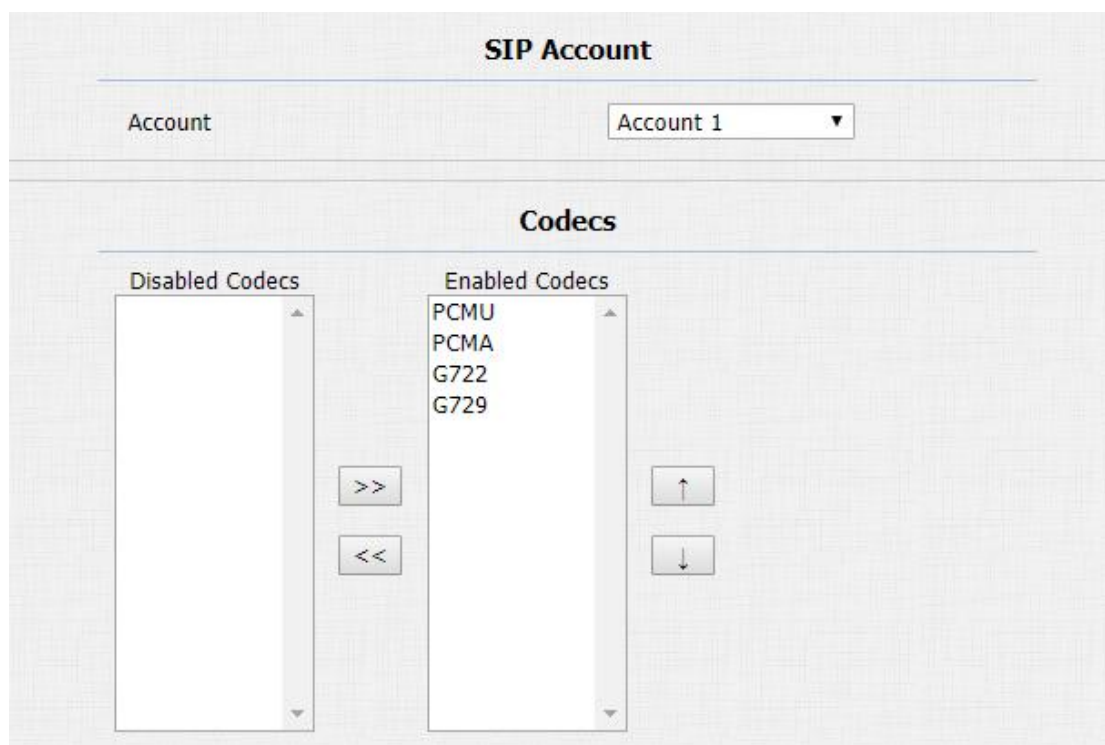 SIP Account
Account Account 1
Codecs
Disabled Codecs Enabled Codecs
PCMU
PCMA
G722
G729
>> ↑
<< ↓